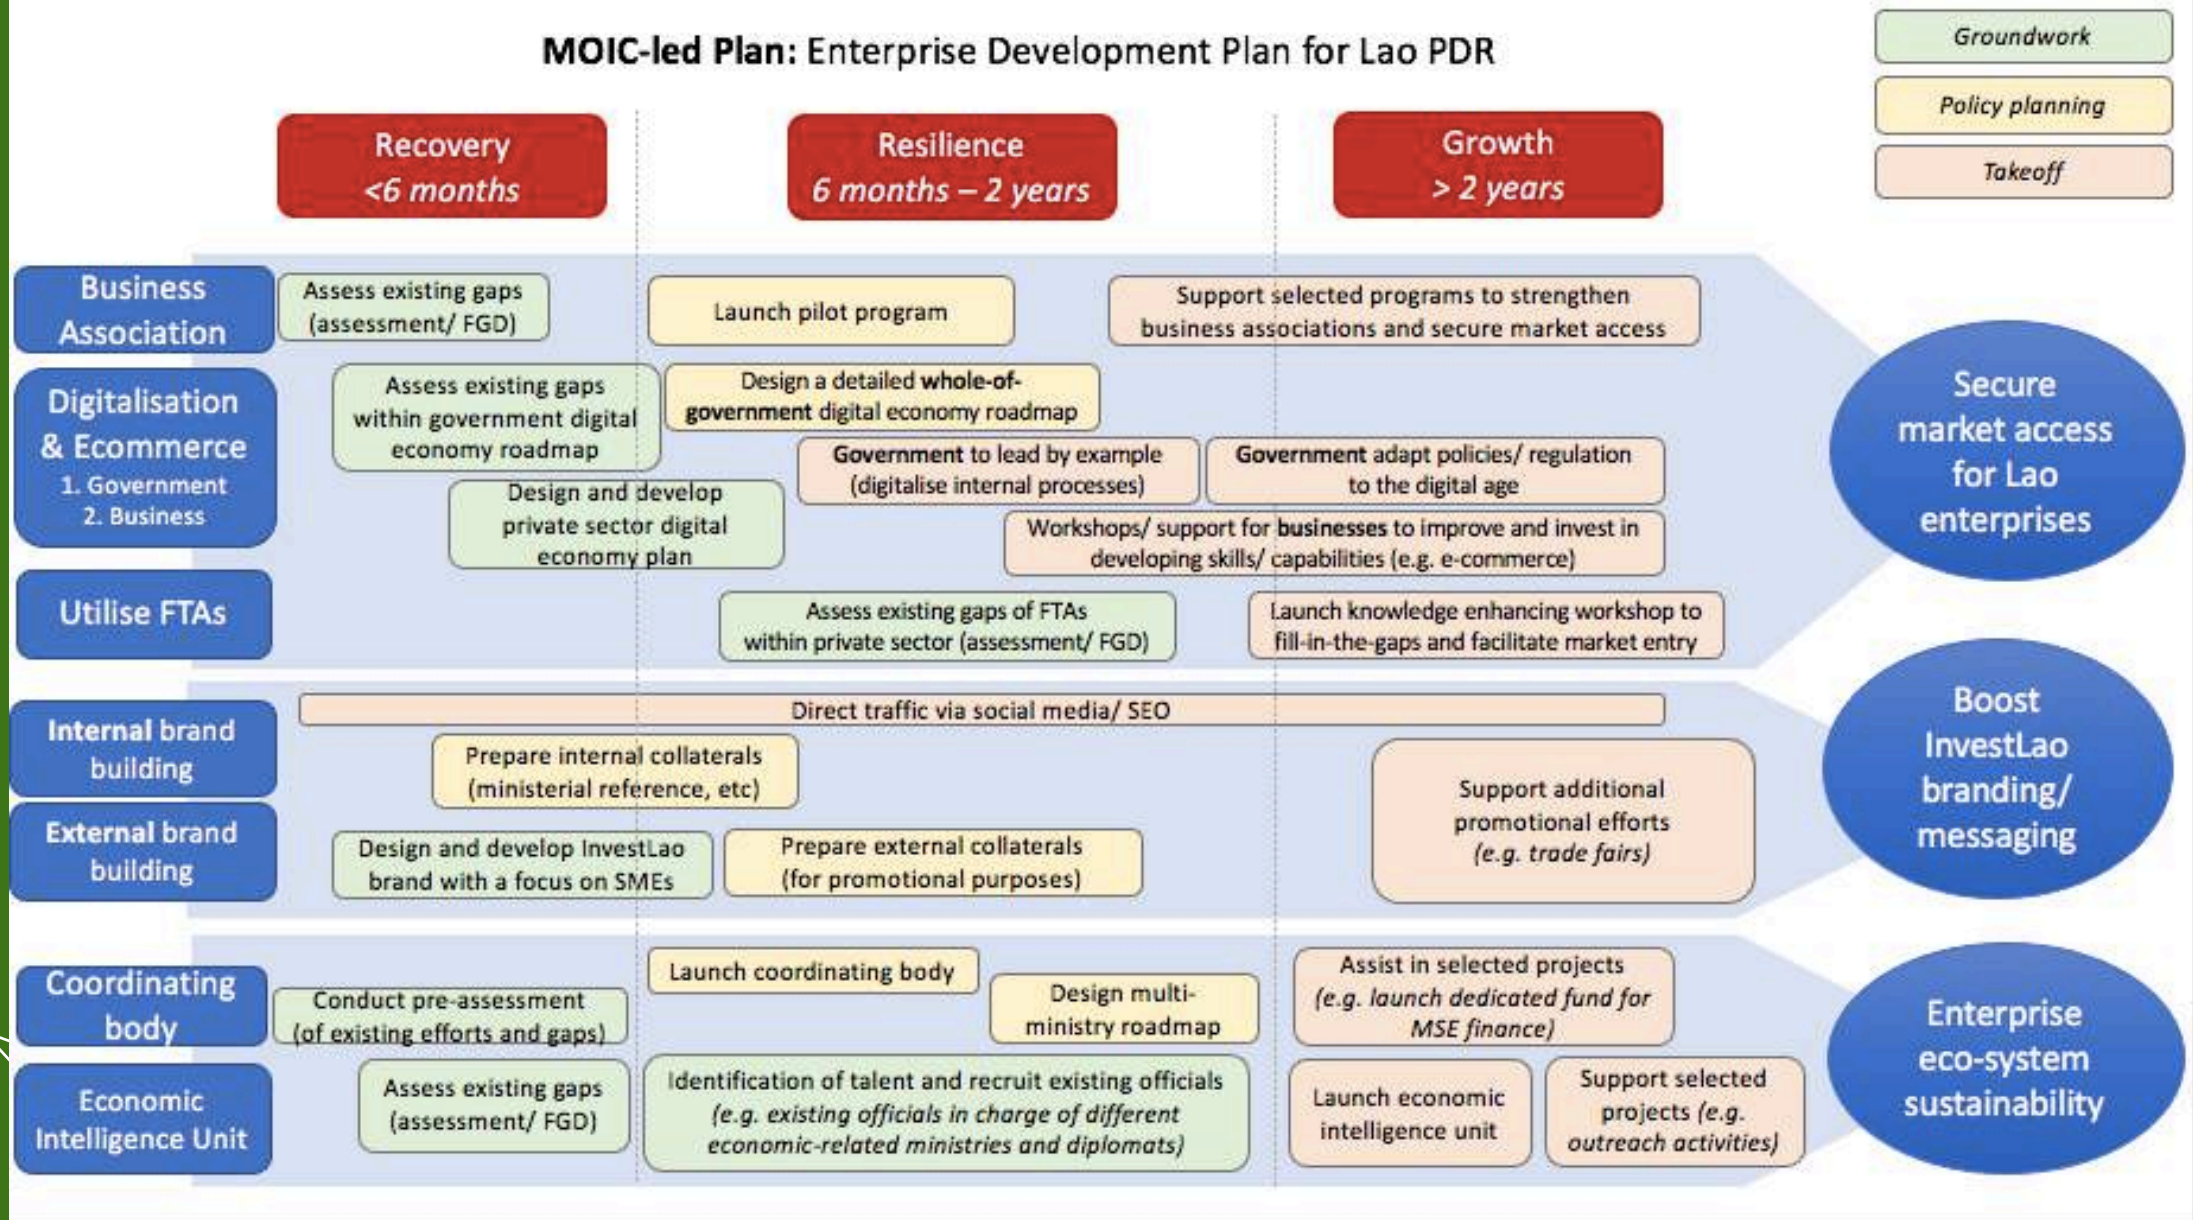 MOIC-led Plan: Enterprise Development Plan for Lao PDR
Groundwork
Policy planning
Takeoff
Recovery
<6 months
Resilience
6 months – 2 years
Growth
> 2 years
Business
Association
Assess existing gaps
(assessment/ FGD)
Launch pilot program
Support selected programs to strengthen
business associations and secure market access
Digitalisation
& Ecommerce
1. Government
2. Business
Assess existing gaps
within government digital
economy roadmap
Design a detailed whole-of-
government digital economy roadmap
Government to lead by example
(digitalise internal processes)
Government adapt policies/ regulation
to the digital age
Design and develop
private sector digital
economy plan
Workshops/ support for businesses to improve and invest in
developing skills/ capabilities (e.g. e-commerce)
Utilise FTAs
Assess existing gaps of FTAs
within private sector (assessment/ FGD)
Launch knowledge enhancing workshop to
fill-in-the-gaps and facilitate market entry
Secure
market access
for Lao
enterprises
Internal brand
building
Direct traffic via social media/ SEO
Prepare internal collaterals
(ministerial reference, etc)
Support additional
promotional efforts
(e.g. trade fairs)
External brand
building
Design and develop InvestLao
brand with a focus on SMEs
Prepare external collaterals
(for promotional purposes)
Boost
InvestLao
branding/
messaging
Coordinating
body
Conduct pre-assessment
(of existing efforts and gaps)
Launch coordinating body
Design multi-
ministry roadmap
Assist in selected projects
(e.g. launch dedicated fund for
MSE finance)
Economic
Intelligence Unit
Assess existing gaps
(assessment/ FGD)
Identification of talent and recruit existing officials
(e.g. existing officials in charge of different
economic-related ministries and diplomats)
Launch economic
intelligence unit
Support selected
projects (e.g.
outreach activities)
Enterprise
eco-system
sustainability